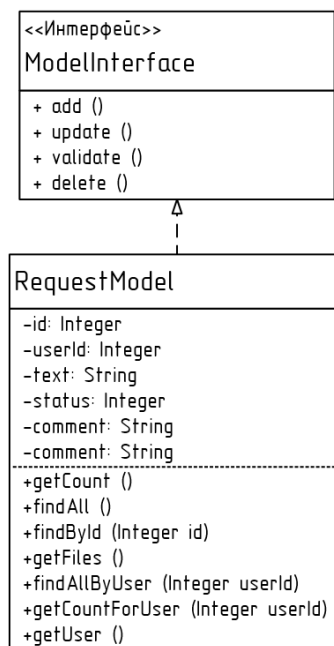 <<Интерфейс>>
ModelInterface
+ add ()
+ update ()
+ validate ()
+ delete ()
RequestModel
-id: Integer
-userId: Integer
-text: String
-status: Integer
-comment: String
-comment: String
+getCount ()
+findAll ()
+findById (Integer id)
+getFiles ()
+findAllByUser (Integer userId)
+getCountForUser (Integer userId)
+getUser ()